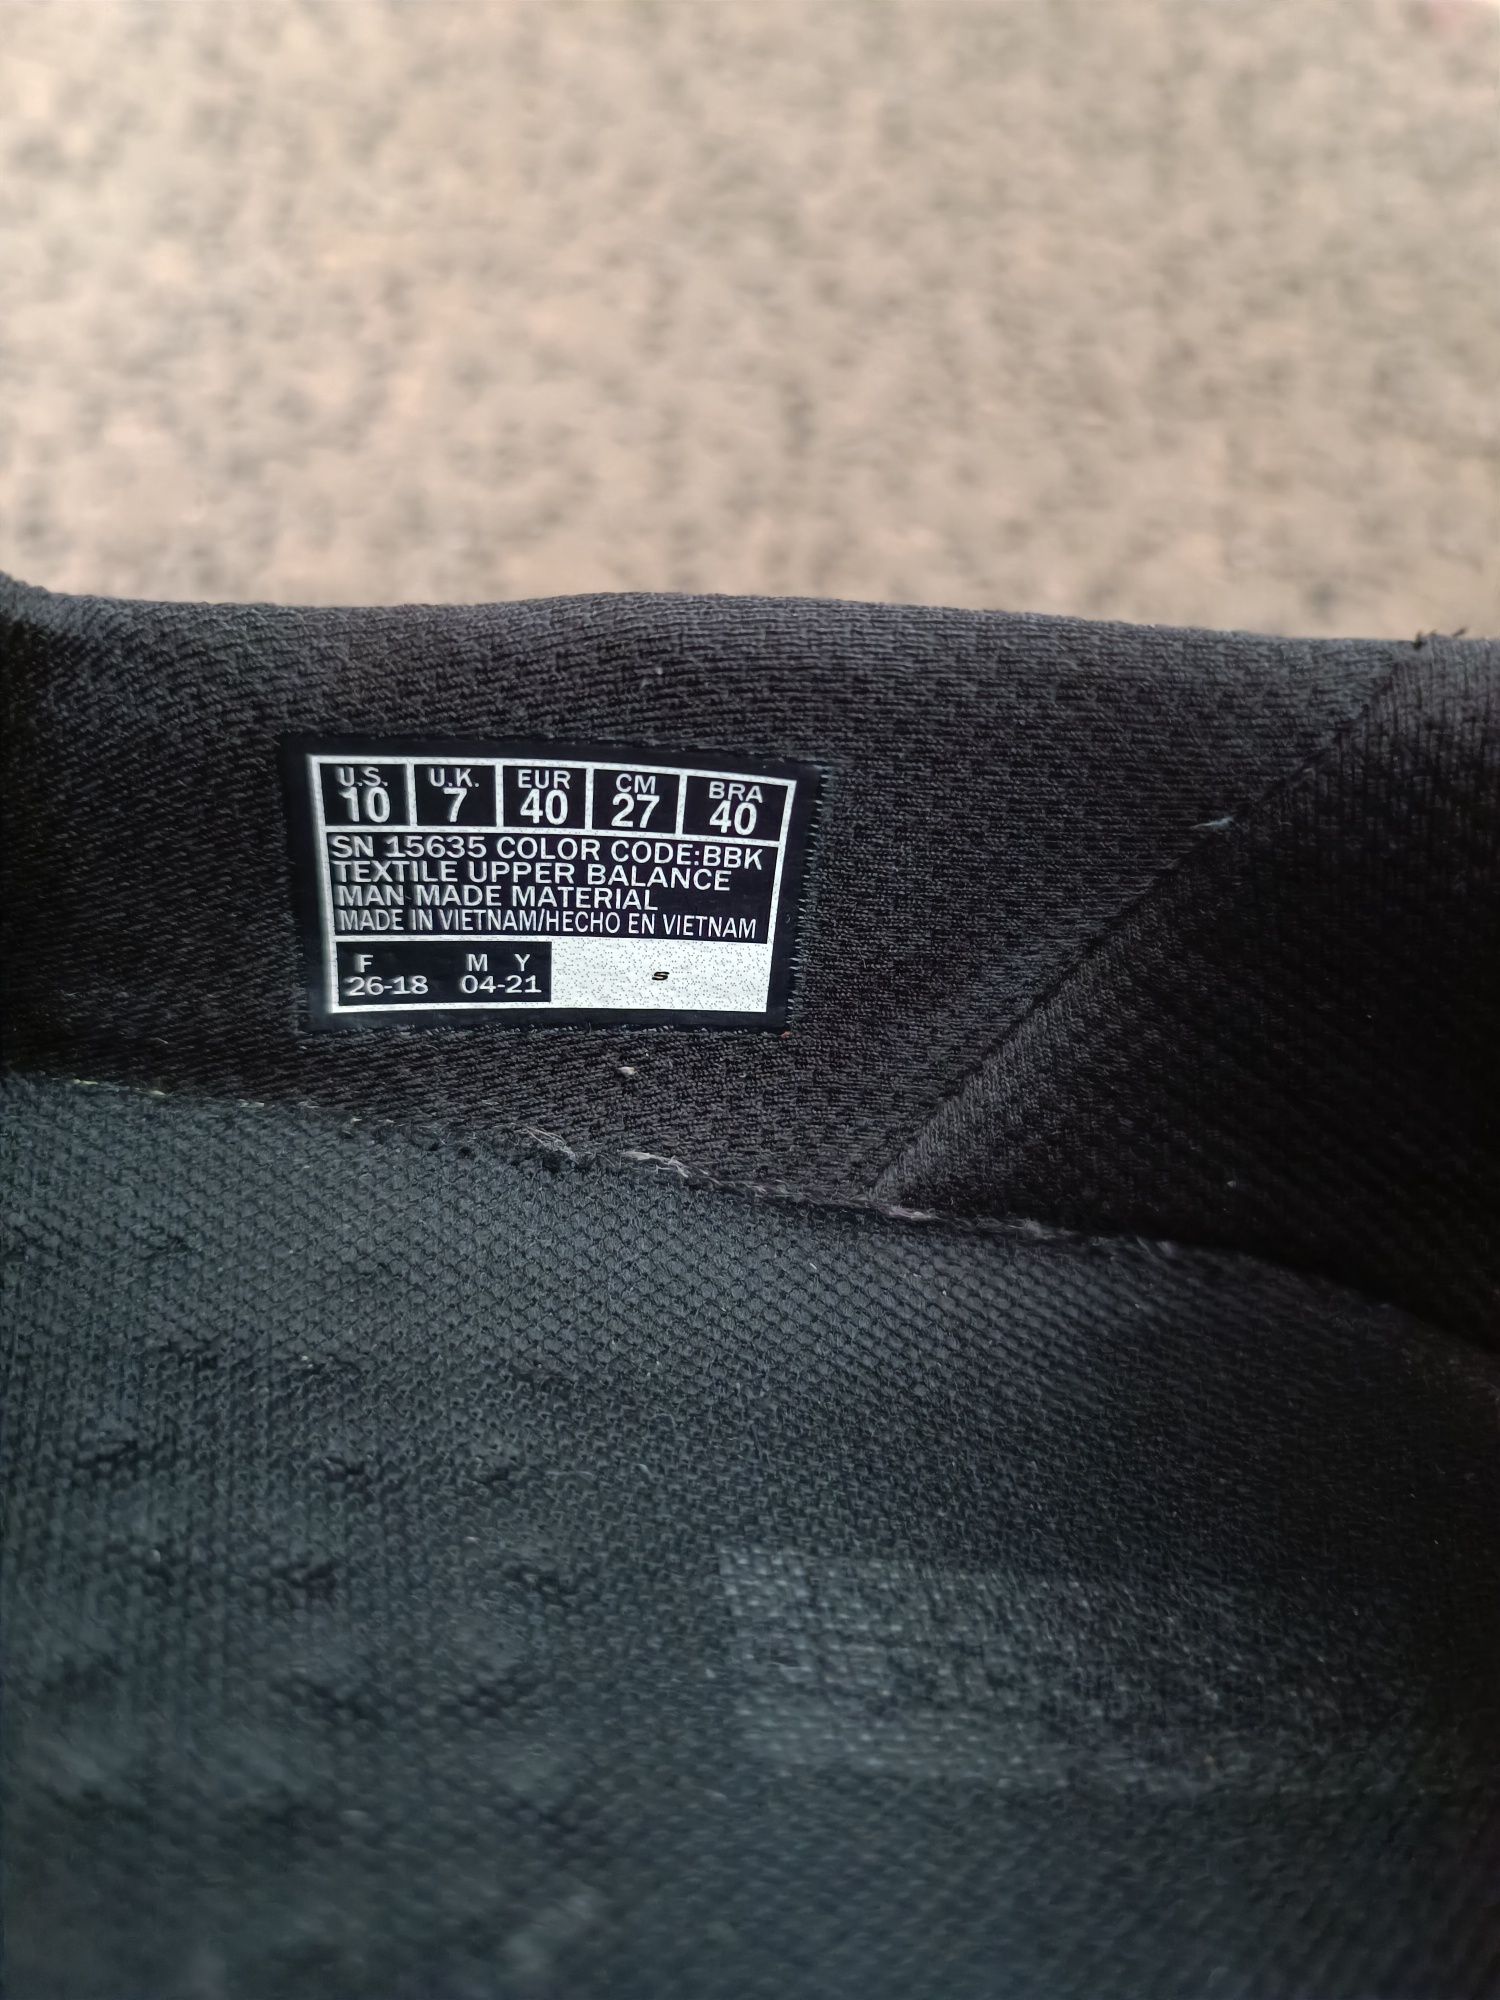 U.S. U.K. EUR CM BRA
10 7 40 27 40
SN 15635 COLOR CODE:BBK
TEXTILE UPPER BALANCE
MAN-MADE MATERIAL
MADE IN VIETNAM/HECHO EN VIETNAM
F M Y
26-18 04-21
S